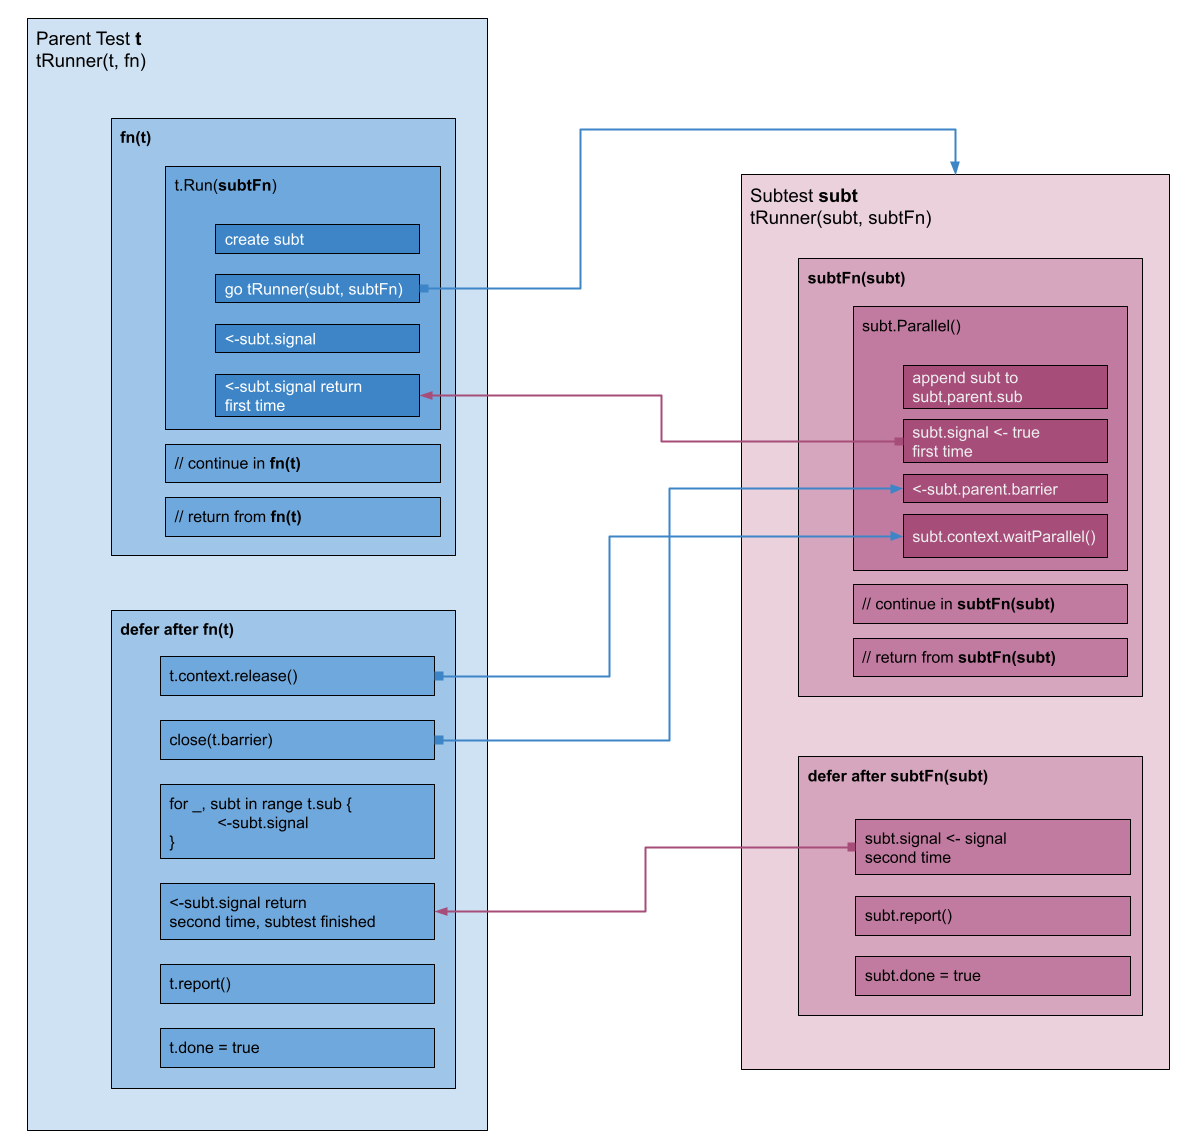 Parent Test t
tRunner(t, fn)
fn(t)
t.Run(subtFn)
create subt
go tRunner(subt, subtFn)
<-subt.signal
<-subt.signal return
first time
// continue in fn(t)
// return from fn(t)
defer after fn(t)
t.context.release()
close(t.barrier)
for _, subt in range t.sub {
<-subt.signal
}
<-subt.signal return
second time, subtest finished
t.report()
t.done = true
Subtest subt
tRunner(subt, subtFn)
subtFn(subt)
subt.Parallel()
append subt to
subt.parent.sub
subt.signal <- true
first time
<-subt.parent.barrier
subt.context.waitParallel()
// continue in subtFn(subt)
// return from subtFn(subt)
defer after subtFn(subt)
subt.signal <- signal
second time
subt.report()
subt.done = true